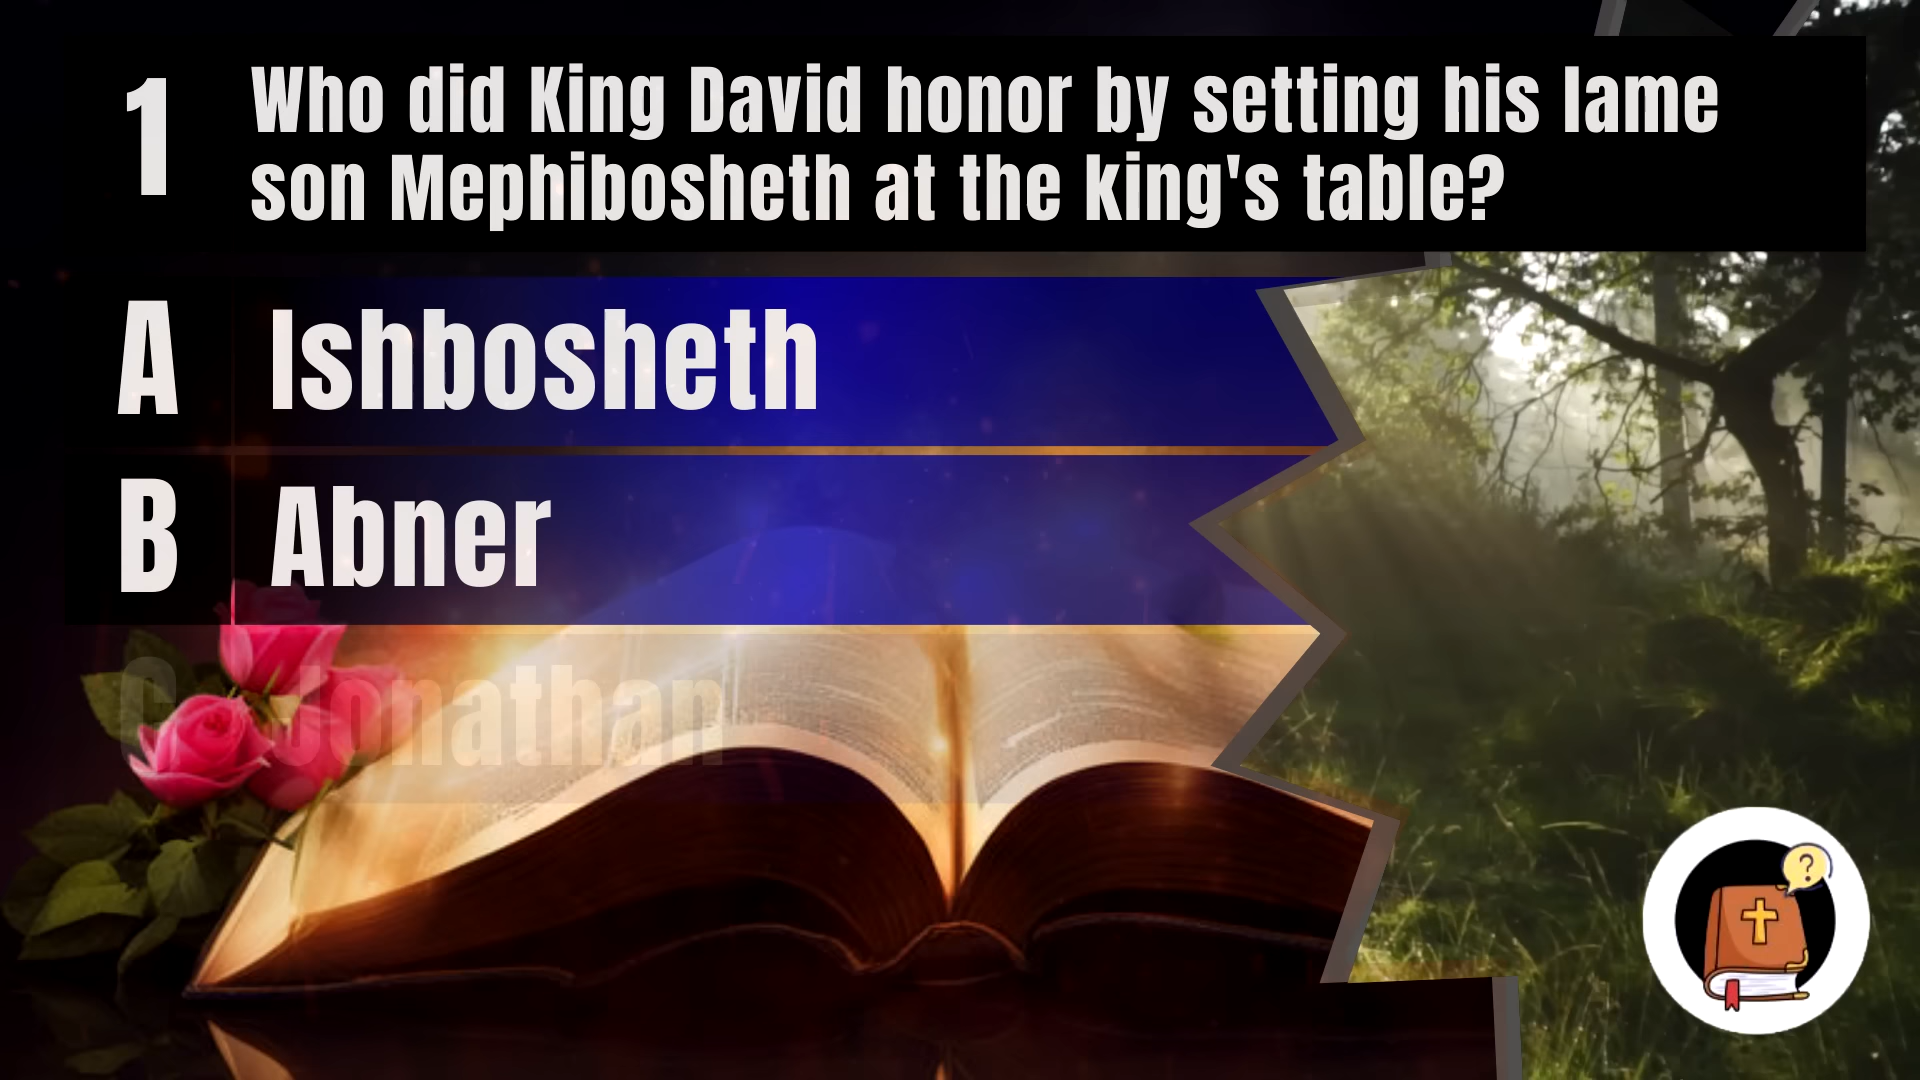 1 Who did King David honor by setting his lame
son Mephibosheth at the king's table?
A Ishbosheth
B Abner
C Jonathan
?